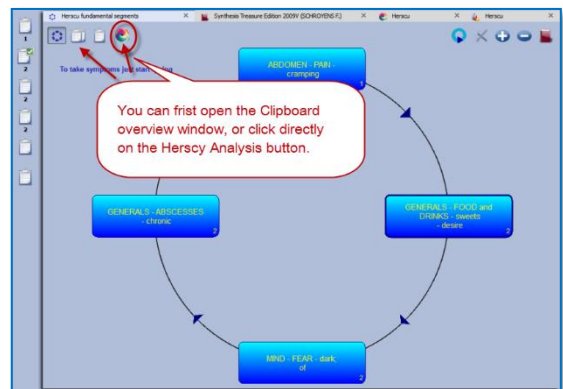 Herscu fundamental segments
Synthesis Treasure Edition 2009V (SCHROYENS F.)
Herscu
Herscu
To take symptoms just start
1
2
2
2
ABDOMEN - PAIN -
cramping
1
You can frist open the Clipboard
overview window, or click directly
on the Herscy Analysis button.
GENERALS - ABSCESSES
- chronic
2
GENERALS - FOOD and
DRINKS - sweets
- desire
2
MIND - FEAR - dark;
of
2